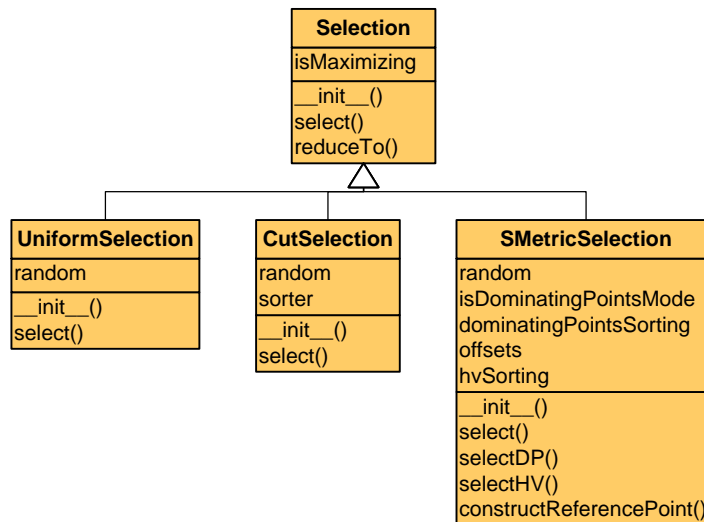 Selection
isMaximizing
__init__()
select()
reduceTo()
UniformSelection
random
__init__()
select()
CutSelection
random
sorter
__init__()
select()
SMetricSelection
random
isDominatingPointsMode
dominatingPointsSorting
offsets
hvSorting
__init__()
select()
selectDP()
selectHV()
constructReferencePoint()